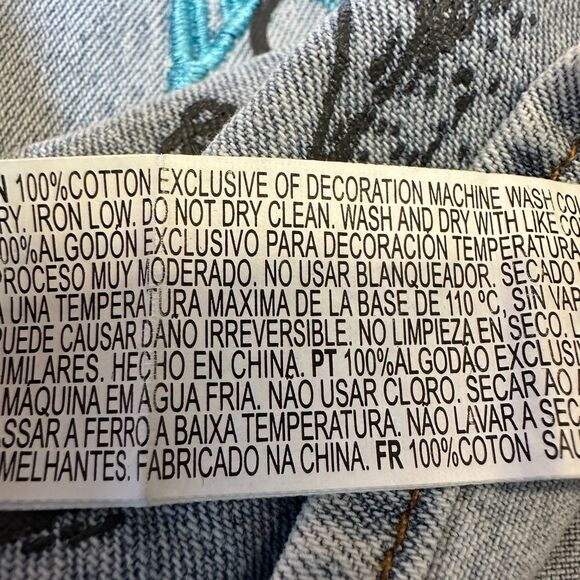 N 100%COTTON EXCLUSIVE OF DECORATION MACHINE WASH CO
RY. IRON LOW. DO NOT DRY CLEAN. WASH AND DRY WITH LIKE CO
00%ALGODÓN EXCLUSIVO PARA DECORACIÓN TEMPERATURA
PROCESO MUY MODERADO. NO USAR BLANQUEADOR. SECADO
A UNA TEMPERATURA MÁXIMA DE LA BASE DE 110 ºC, SIN VAP
PUEDE CAUSAR DAÑO IRREVERSIBLE. NO LIMPIEZA EN SECO. L
IMILARES. HECHO EN CHINA. PT 100%ALGODÃO EXCLUSI
MÁQUINA EM ÁGUA FRIA. NÃO USAR CLORO. SECAR AO
ASSAR A FERRO A BAIXA TEMPERATURA. NÃO LAVAR A SEC
MELHANTES. FABRICADO NA CHINA. FR 100%COTON SAU